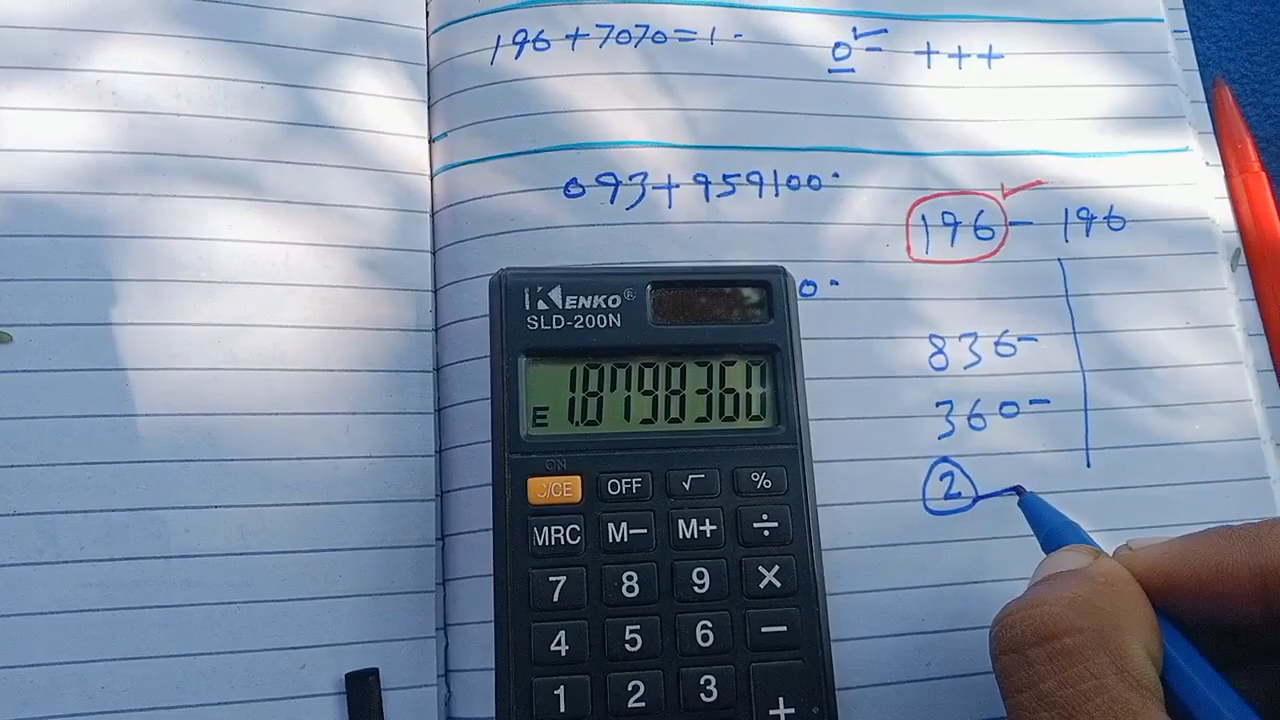 196+7070=1-
0- +++
093+959100.
196 - 196
0.
KENKO®
SLD-200N
836-
E 1.8798360
360-
2
ON
C/CE OFF √ %
MRC M− M+ ÷
7 8 9 ×
4 5 6 −
1 2 3 +